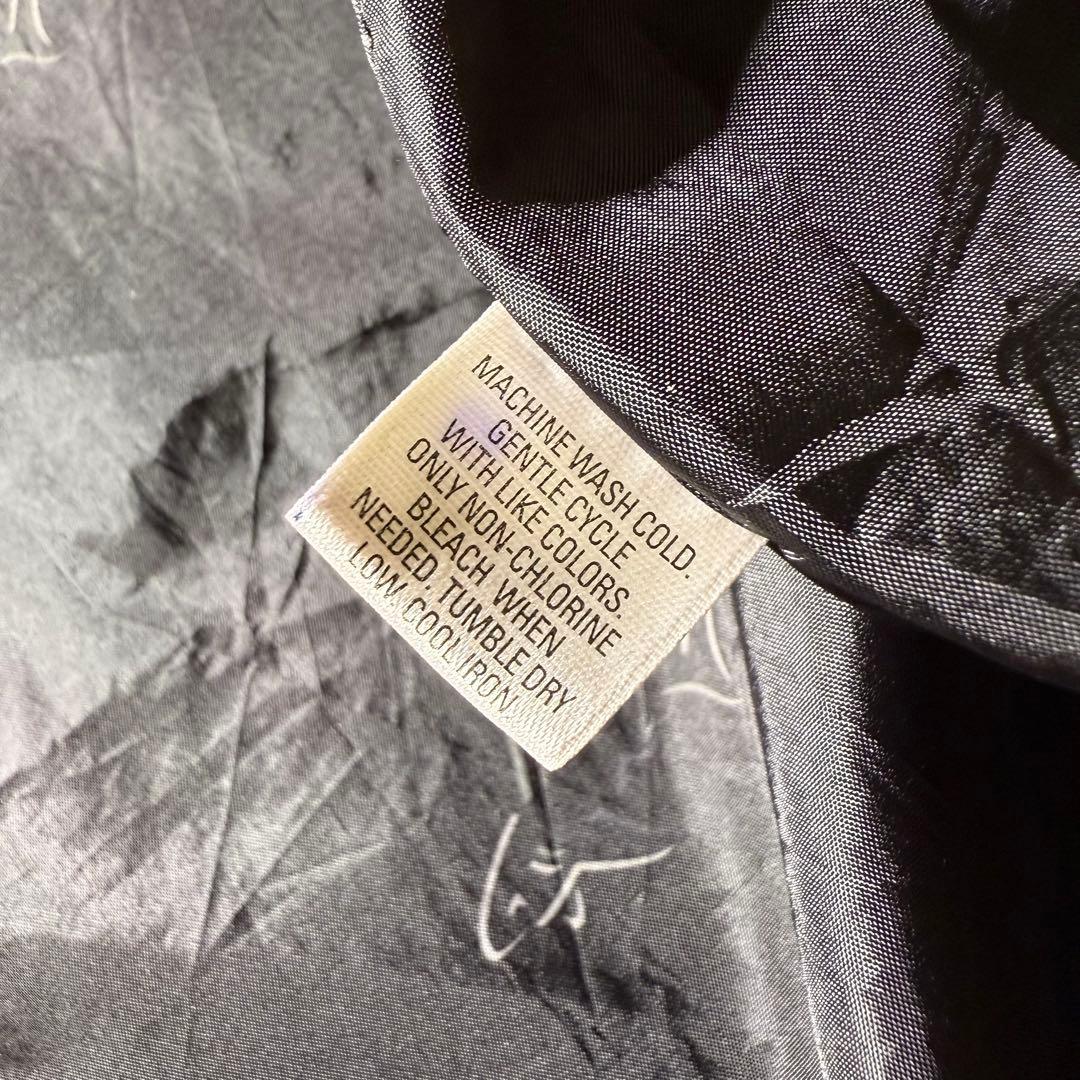 MACHINE WASH COLD.
GENTLE CYCLE
WITH LIKE COLORS.
ONLY NON-CHLORINE
BLEACH WHEN
NEEDED. TUMBLE DRY
LOW. COOL IRON.